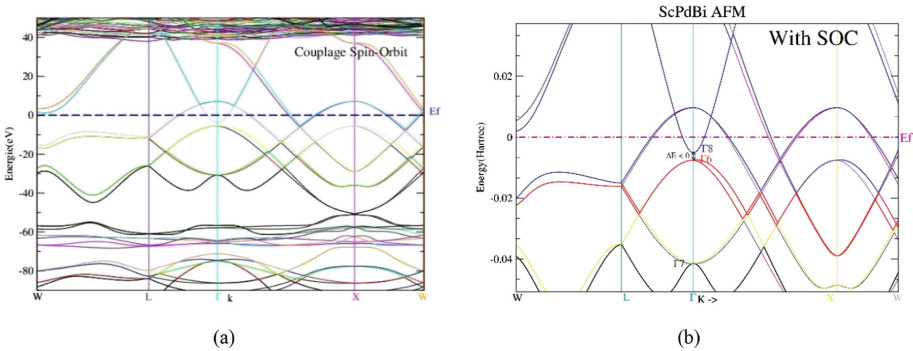 ScPdBi AFM
40
20
0
-20
-40
-60
-80
Energie(eV)
Couplage Spin-Orbit
Ef
W
L
Γ
k
X
W
(a)
0.02
0
-0.02
-0.04
Energy(Hartree)
With SOC
Ef
Γ8
ΔE < 0
Γ6
Γ7
W
L
Γ
K ->
X
W
(b)